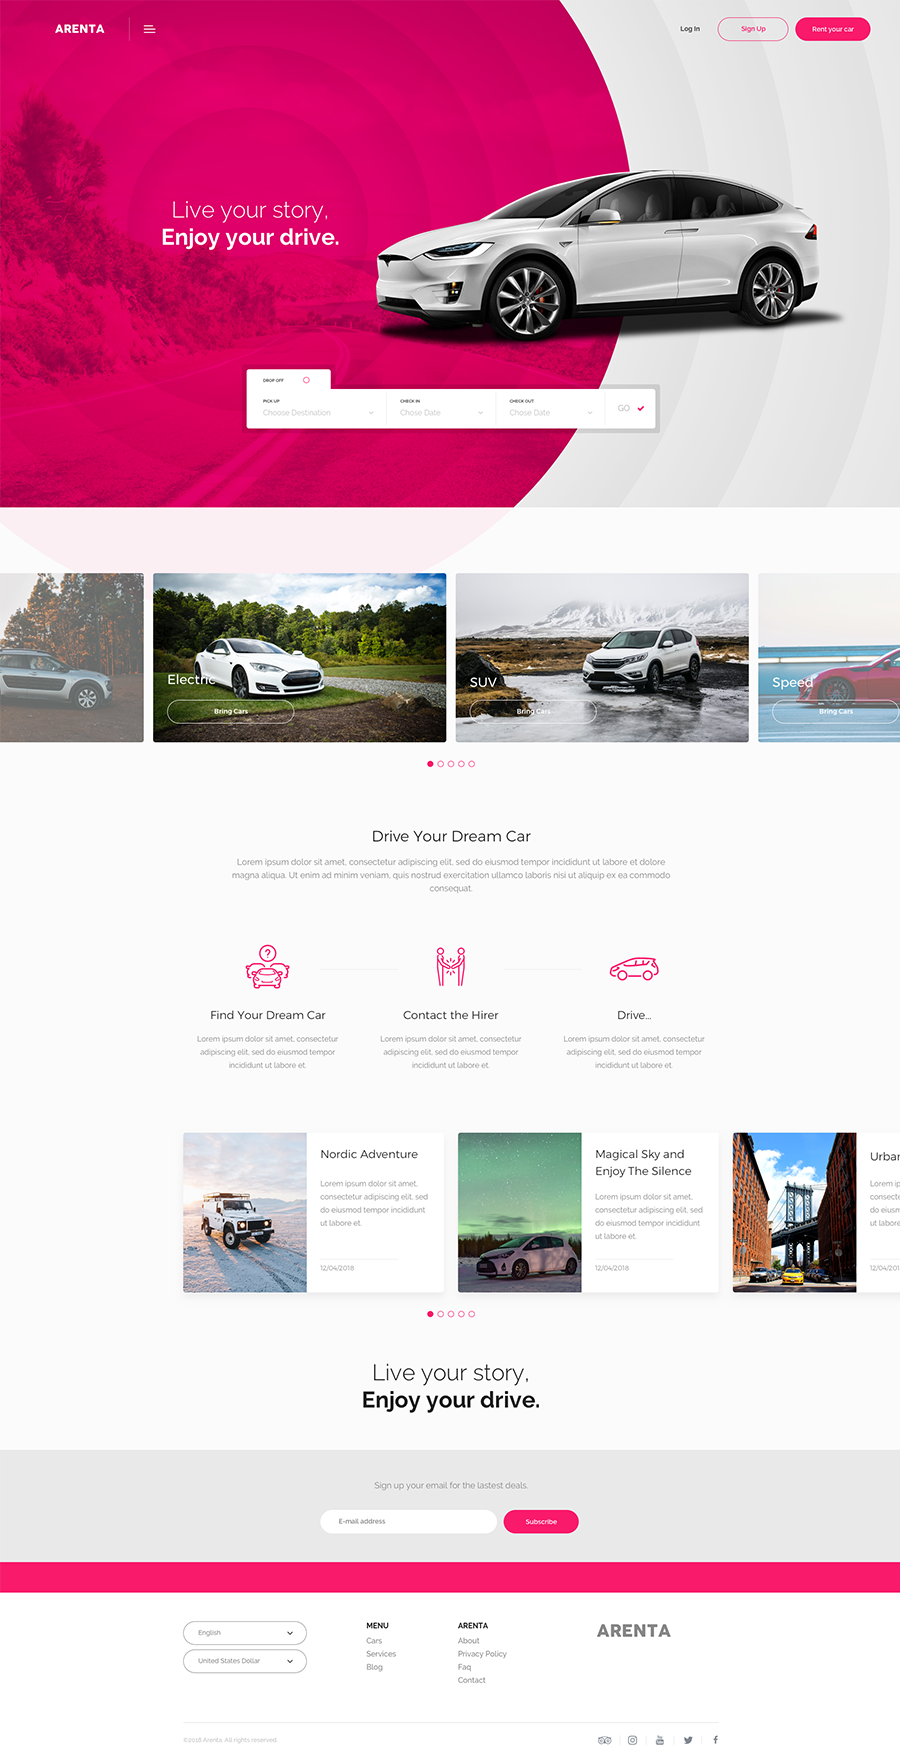 ARENTA
Log In
Sign Up
Rent your car
Live your story,
Enjoy your drive.
DROP OFF
PICK UP
Choose Destination
CHECK IN
Chose Date
CHECK OUT
Chose Date
GO
Electric
Bring Cars
SUV
Bring Cars
Speed
Bring Cars
Drive Your Dream Car
Lorem ipsum dolor sit amet, consectetur adipiscing elit, sed do eiusmod tempor incididunt ut labore et dolore
magna aliqua. Ut enim ad minim veniam, quis nostrud exercitation ullamco laboris nisi ut aliquip ex ea commodo
consequat.
Find Your Dream Car
Lorem ipsum dolor sit amet, consectetur
adipiscing elit, sed do eiusmod tempor
incididunt ut labore et.
Contact the Hirer
Lorem ipsum dolor sit amet, consectetur
adipiscing elit, sed do eiusmod tempor
incididunt ut labore et.
Drive...
Lorem ipsum dolor sit amet, consectetur
adipiscing elit, sed do eiusmod tempor
incididunt ut labore et.
Nordic Adventure
Lorem ipsum dolor sit amet,
consectetur adipiscing elit, sed
do eiusmod tempor incididunt
ut labore et.
12/04/2018
Magical Sky and
Enjoy The Silence
Lorem ipsum dolor sit amet,
consectetur adipiscing elit, sed
do eiusmod tempor incididunt
ut labore et.
12/04/2018
Urbar
Lorem ip
consecte
do eiusm
ut labore
12/04/201
Live your story,
Enjoy your drive.
Sign up your email for the lastest deals.
E-mail address
Subscribe
English
United States Dollar
MENU
Cars
Services
Blog
ARENTA
About
Privacy Policy
Faq
Contact
ARENTA
©2018 Arenta. All rights reserved.